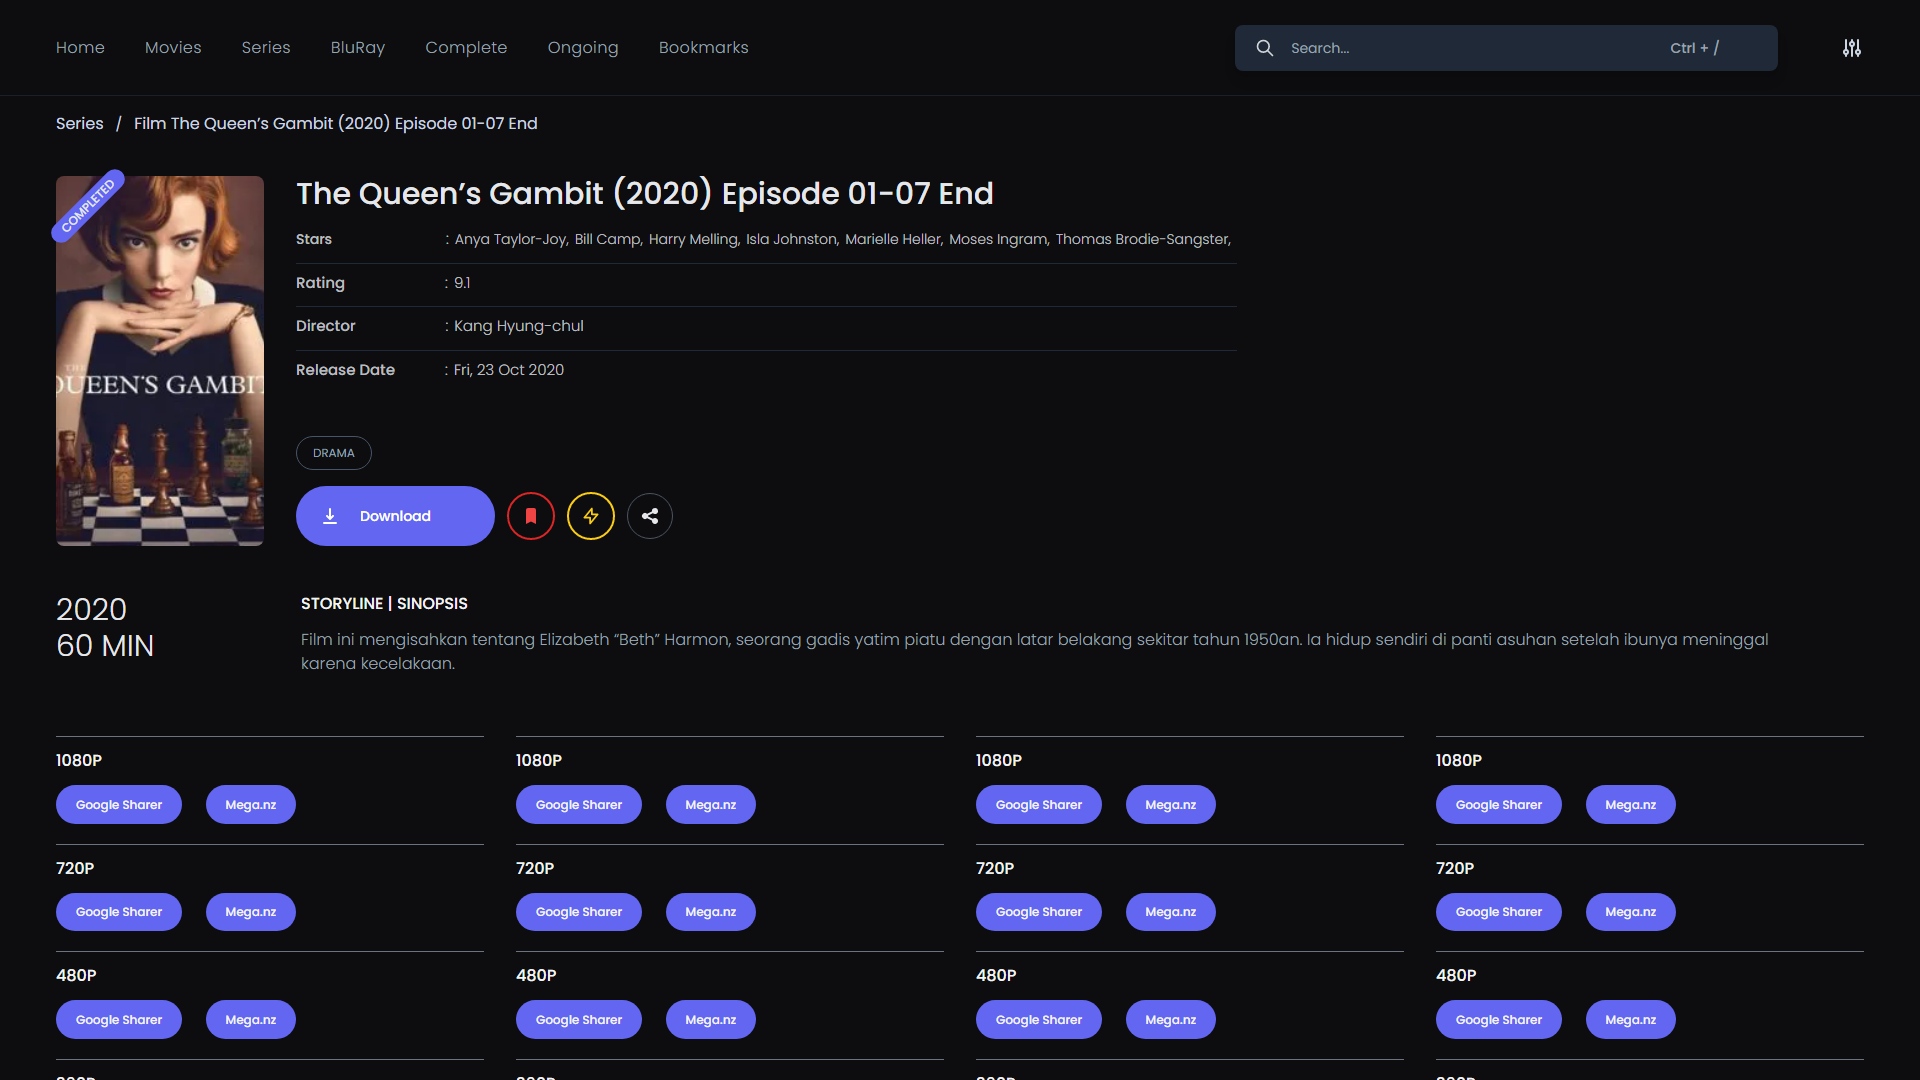 Home Movies Series BluRay Complete Ongoing Bookmarks Search... Ctrl + /
Series / Film The Queen’s Gambit (2020) Episode 01-07 End
COMPLETED
THE
QUEEN'S GAMBIT
The Queen’s Gambit (2020) Episode 01-07 End
Stars : Anya Taylor-Joy, Bill Camp, Harry Melling, Isla Johnston, Marielle Heller, Moses Ingram, Thomas Brodie-Sangster,
Rating : 9.1
Director : Kang Hyung-chul
Release Date : Fri, 23 Oct 2020
DRAMA
Download
2020
60 MIN
STORYLINE | SINOPSIS
Film ini mengisahkan tentang Elizabeth “Beth” Harmon, seorang gadis yatim piatu dengan latar belakang sekitar tahun 1950an. Ia hidup sendiri di panti asuhan setelah ibunya meninggal
karena kecelakaan.
1080P 1080P 1080P 1080P
Google Sharer Mega.nz Google Sharer Mega.nz Google Sharer Mega.nz Google Sharer Mega.nz
720P 720P 720P 720P
Google Sharer Mega.nz Google Sharer Mega.nz Google Sharer Mega.nz Google Sharer Mega.nz
480P 480P 480P 480P
Google Sharer Mega.nz Google Sharer Mega.nz Google Sharer Mega.nz Google Sharer Mega.nz